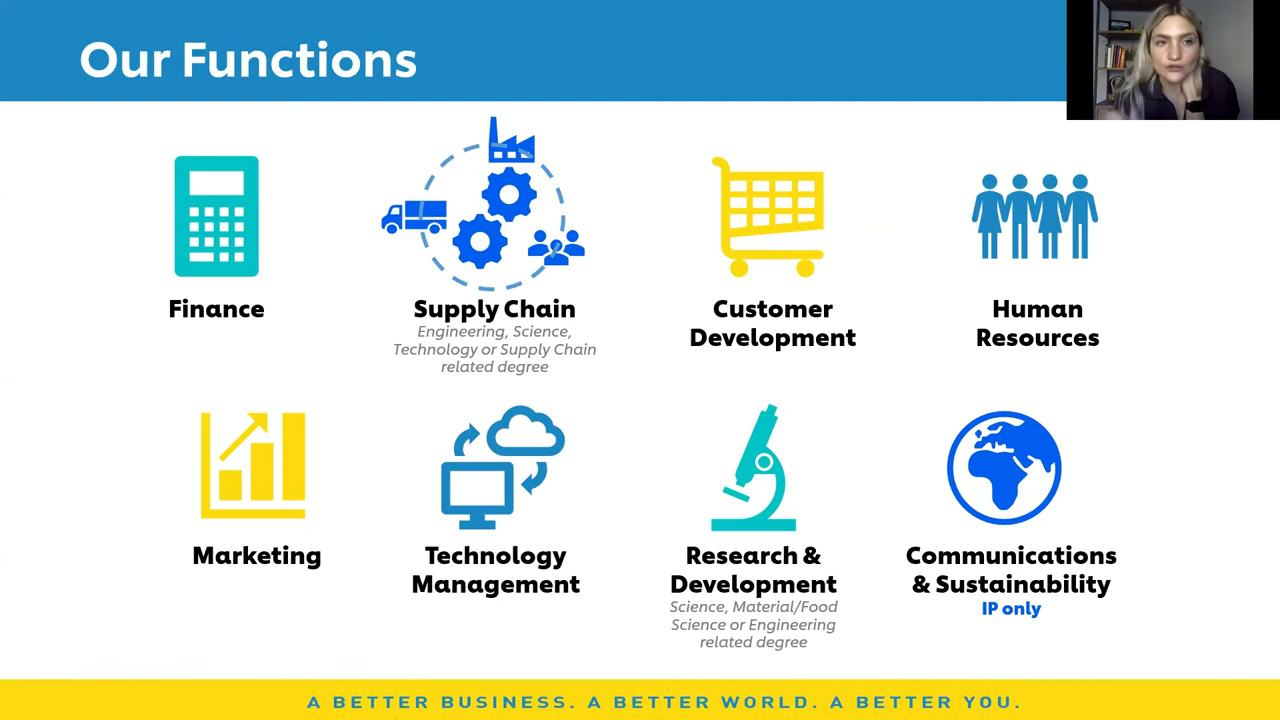 Our Functions
Finance
Supply Chain
Engineering, Science,
Technology or Supply Chain
related degree
Customer
Development
Human
Resources
Marketing
Technology
Management
Research &
Development
Science, Material/Food
Science or Engineering
related degree
Communications
& Sustainability
IP only
A BETTER BUSINESS. A BETTER WORLD. A BETTER YOU.